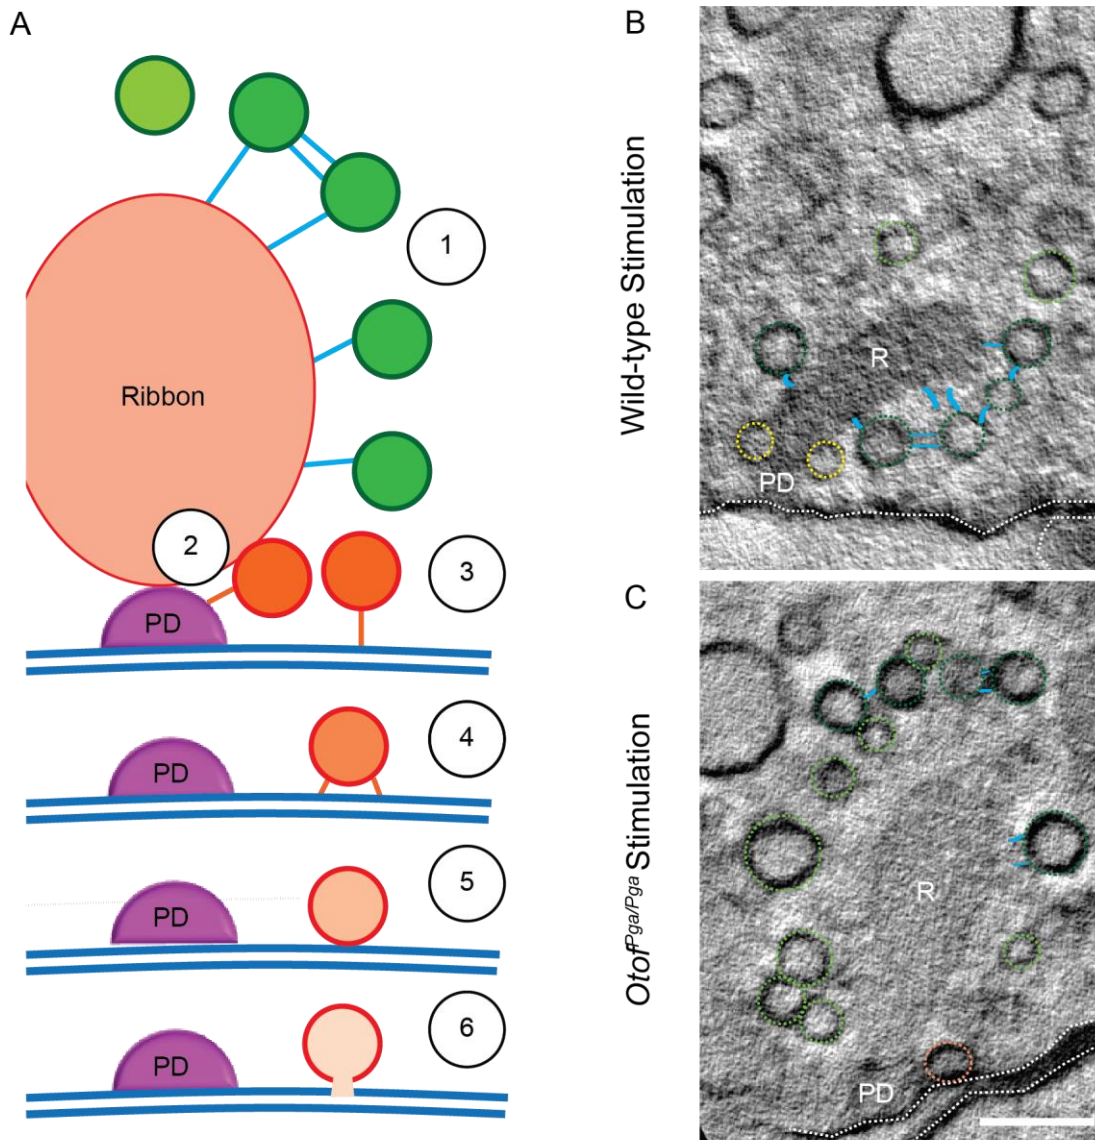 A
1
Ribbon
2
3
PD
4
PD
5
PD
6
PD
B
Wild-type Stimulation
R
PD
C
Otof^Pga/Pga Stimulation
R
PD